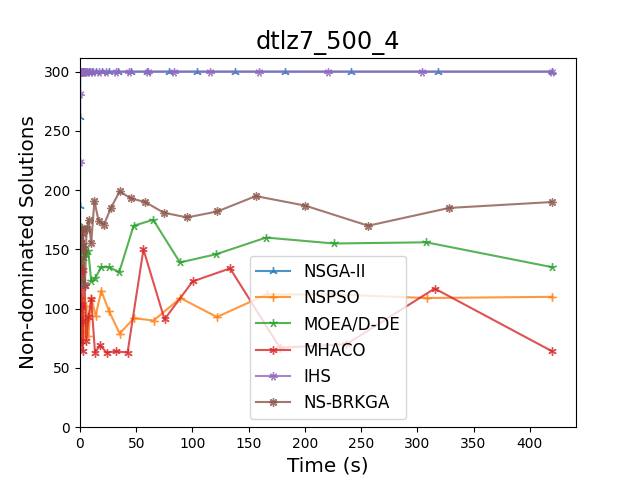 dtlz7_500_4
Non-dominated Solutions
300
250
200
150
100
50
0
NSGA-II
NSPSO
MOEA/D-DE
MHACO
IHS
NS-BRKGA
0 50 100 150 200 250 300 350 400
Time (s)